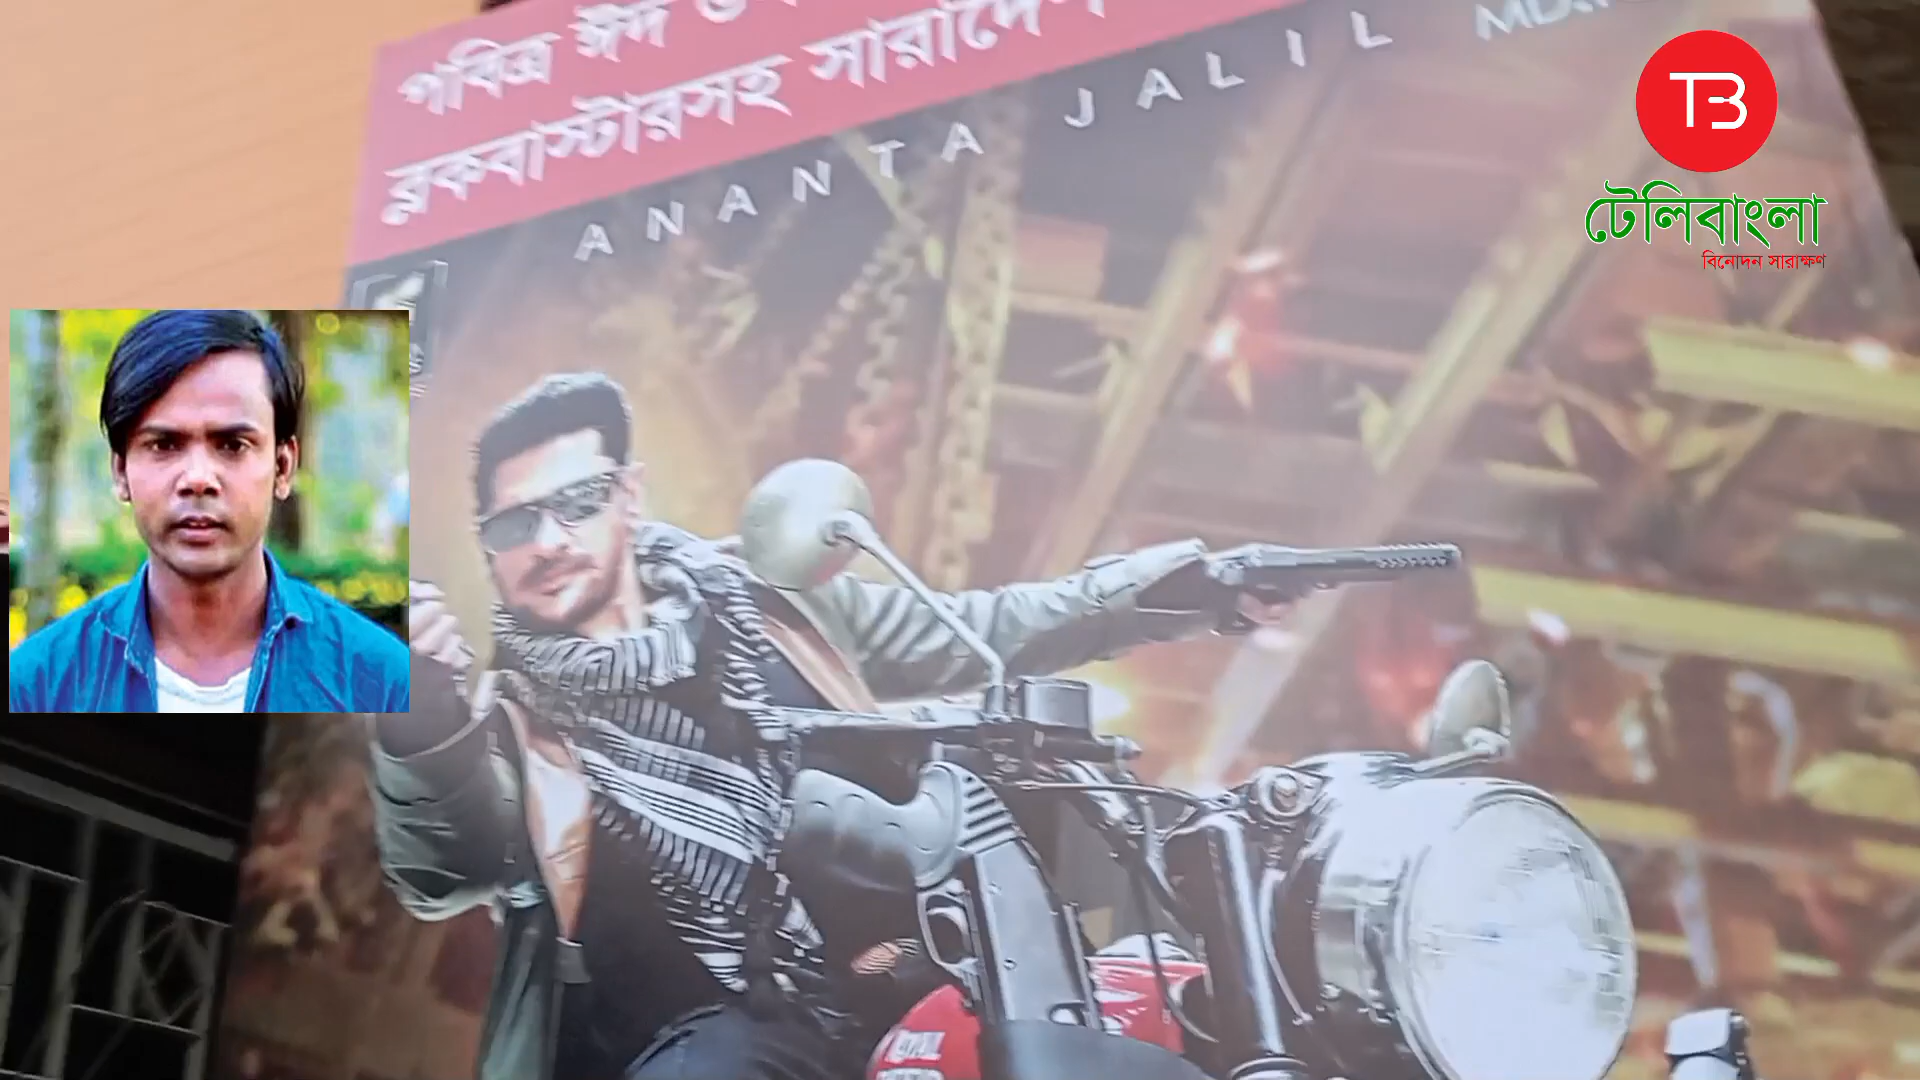 পবিত্র ঈদ
ব্লকবাস্টারসহ সারাদেশ
ANANTA JALIL
TB
টেলিবাংলা
বিনোদন সারাক্ষণ